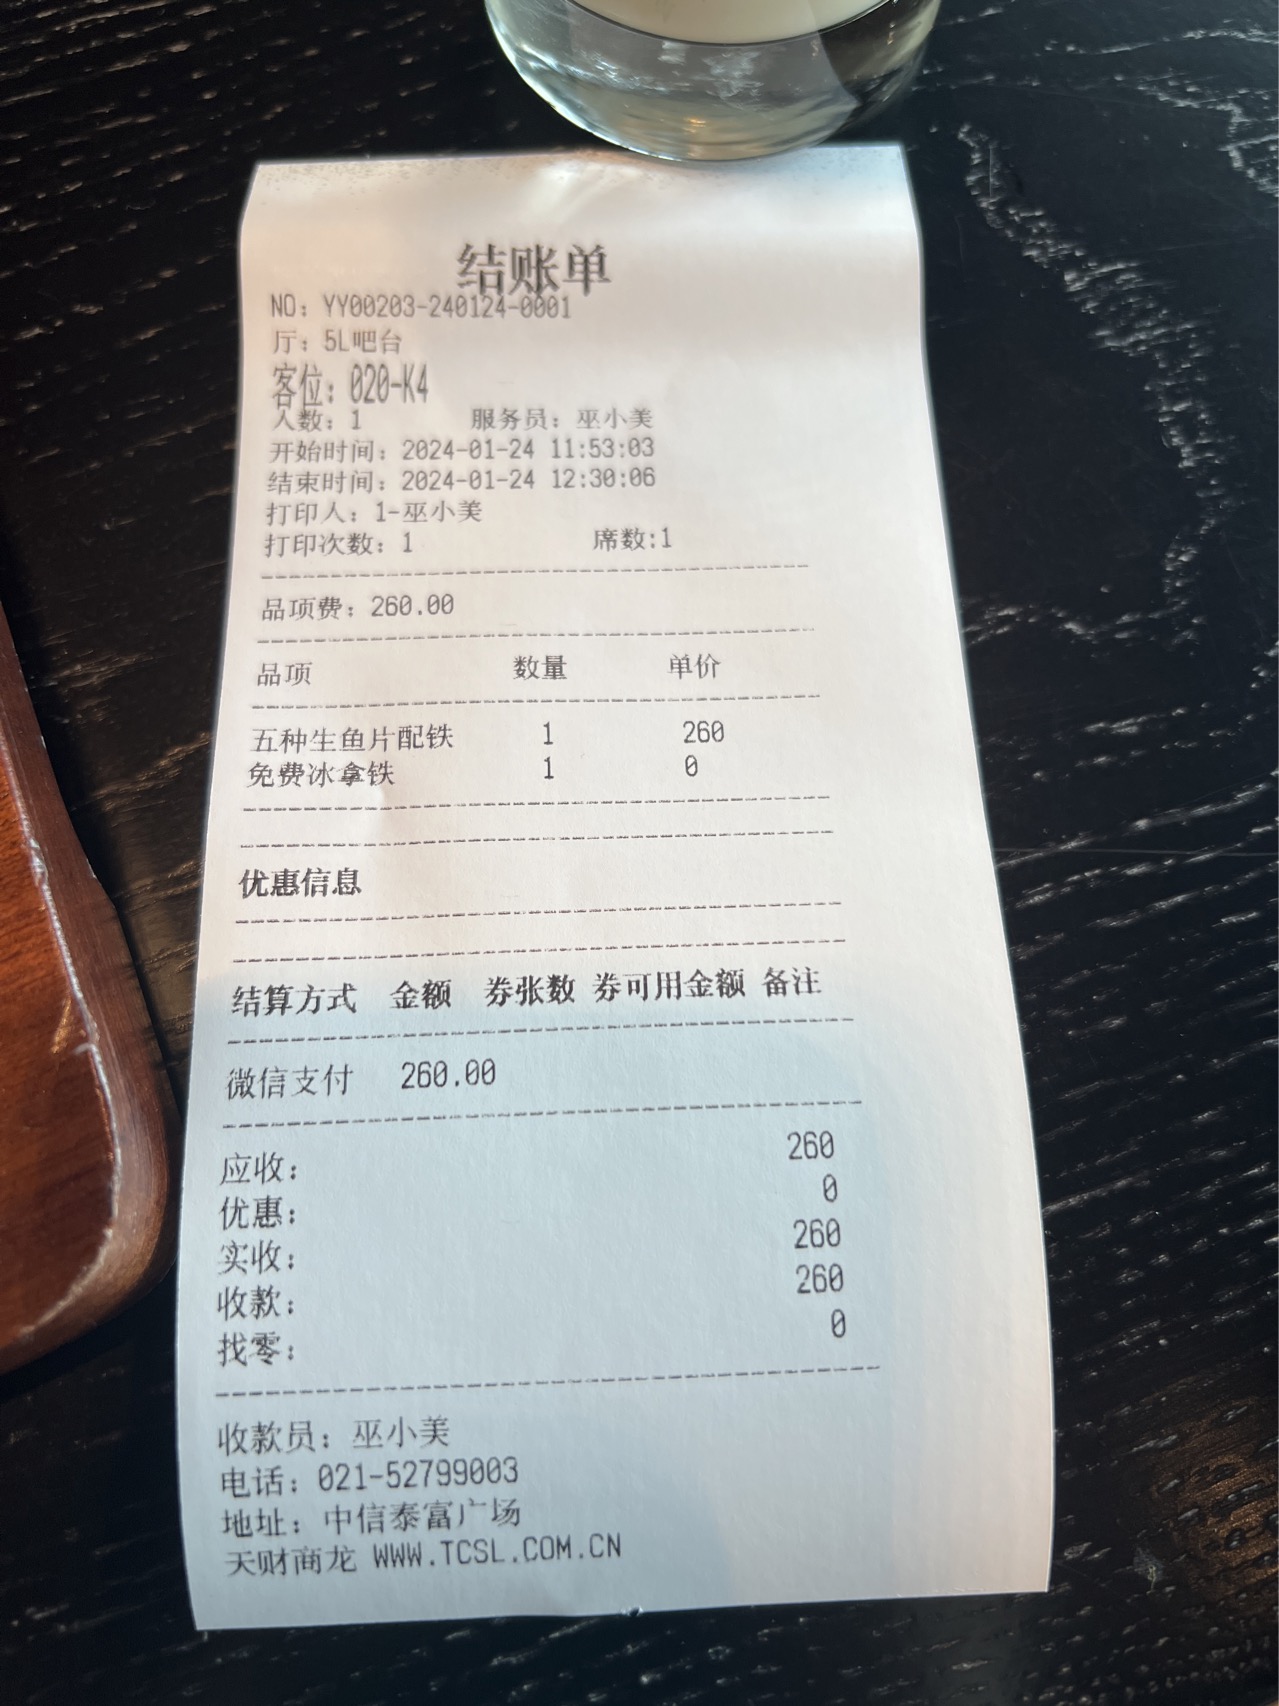 结账单
NO: YY00203-240124-0001
厅: 5L吧台
客位: 020-K4
人数: 1 服务员: 巫小美
开始时间: 2024-01-24 11:53:03
结束时间: 2024-01-24 12:30:06
打印人: 1-巫小美
打印次数: 1 席数:1
品项费: 260.00
品项 数量 单价
五种生鱼片配铁 1 260
免费冰拿铁 1 0
优惠信息
结算方式 金额 券张数 券可用金额 备注
微信支付 260.00
应收: 260
优惠: 0
实收: 260
收款: 260
找零: 0
收款员: 巫小美
电话: 021-52799003
地址: 中信泰富广场
天财商龙 WWW.TCSL.COM.CN